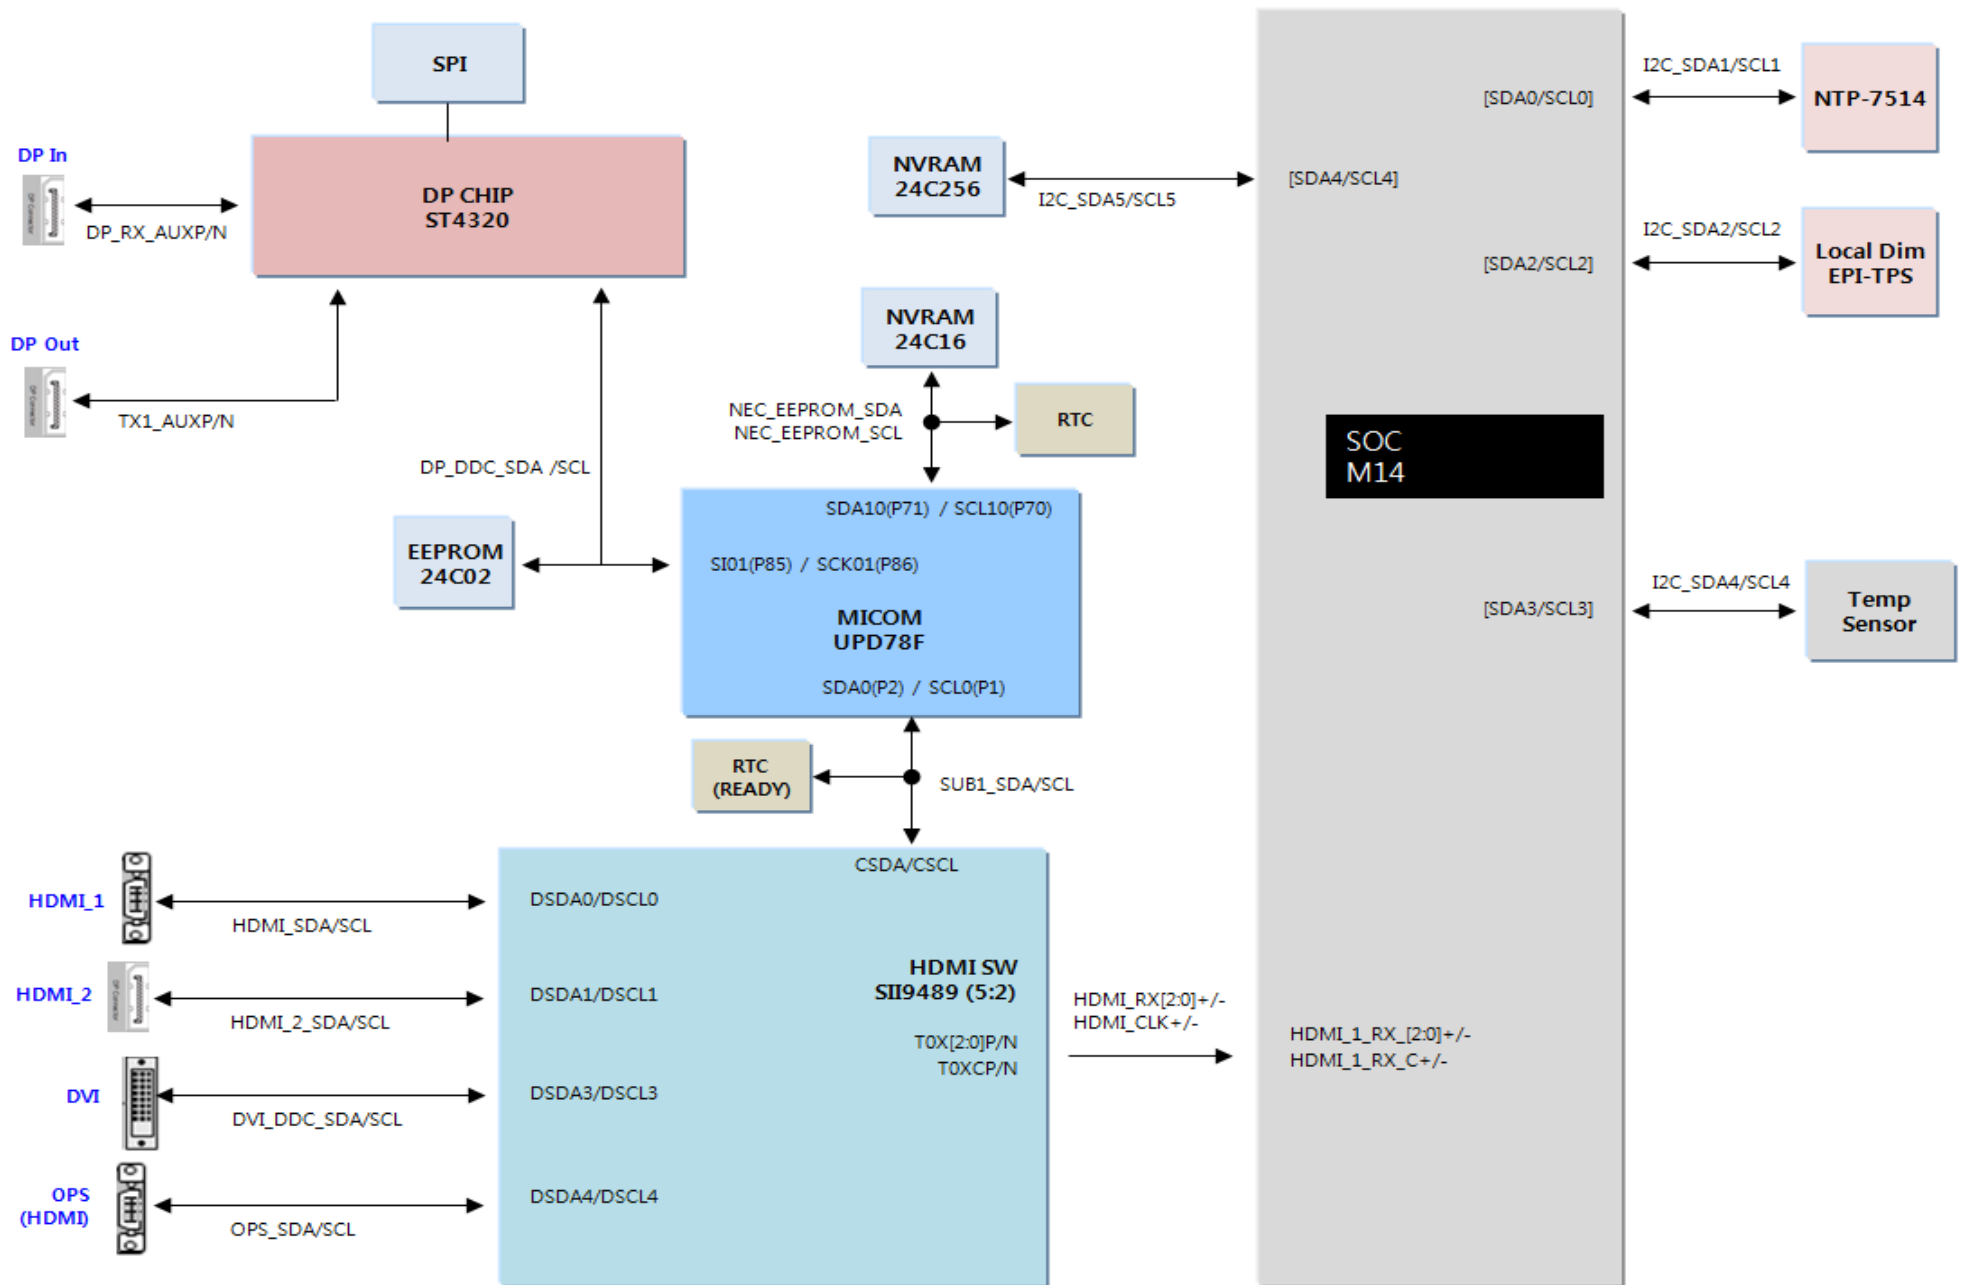 SPI
DP In
DP CHIP
ST4320
DP_RX_AUXP/N
DP Out
TX1_AUXP/N
DP_DDC_SDA /SCL
EEPROM
24C02
NVRAM
24C256
I2C_SDA5/SCL5
NVRAM
24C16
NEC_EEPROM_SDA
NEC_EEPROM_SCL
RTC
SDA10(P71) / SCL10(P70)
SI01(P85) / SCK01(P86)
MICOM
UPD78F
SDA0(P2) / SCL0(P1)
RTC
(READY)
SUB1_SDA/SCL
CSDA/CSCL
HDMI_1
HDMI_SDA/SCL
DSDA0/DSCL0
HDMI_2
HDMI_2_SDA/SCL
DSDA1/DSCL1
HDMI SW
SII9489 (5:2)
T0X[2:0]P/N
T0XCP/N
DVI
DVI_DDC_SDA/SCL
DSDA3/DSCL3
OPS
(HDMI)
OPS_SDA/SCL
DSDA4/DSCL4
HDMI_RX[2:0]+/-
HDMI_CLK+/-
HDMI_1_RX_[2:0]+/-
HDMI_1_RX_C+/-
[SDA4/SCL4]
[SDA0/SCL0]
[SDA2/SCL2]
SOC
M14
[SDA3/SCL3]
I2C_SDA1/SCL1
NTP-7514
I2C_SDA2/SCL2
Local Dim
EPI-TPS
I2C_SDA4/SCL4
Temp
Sensor